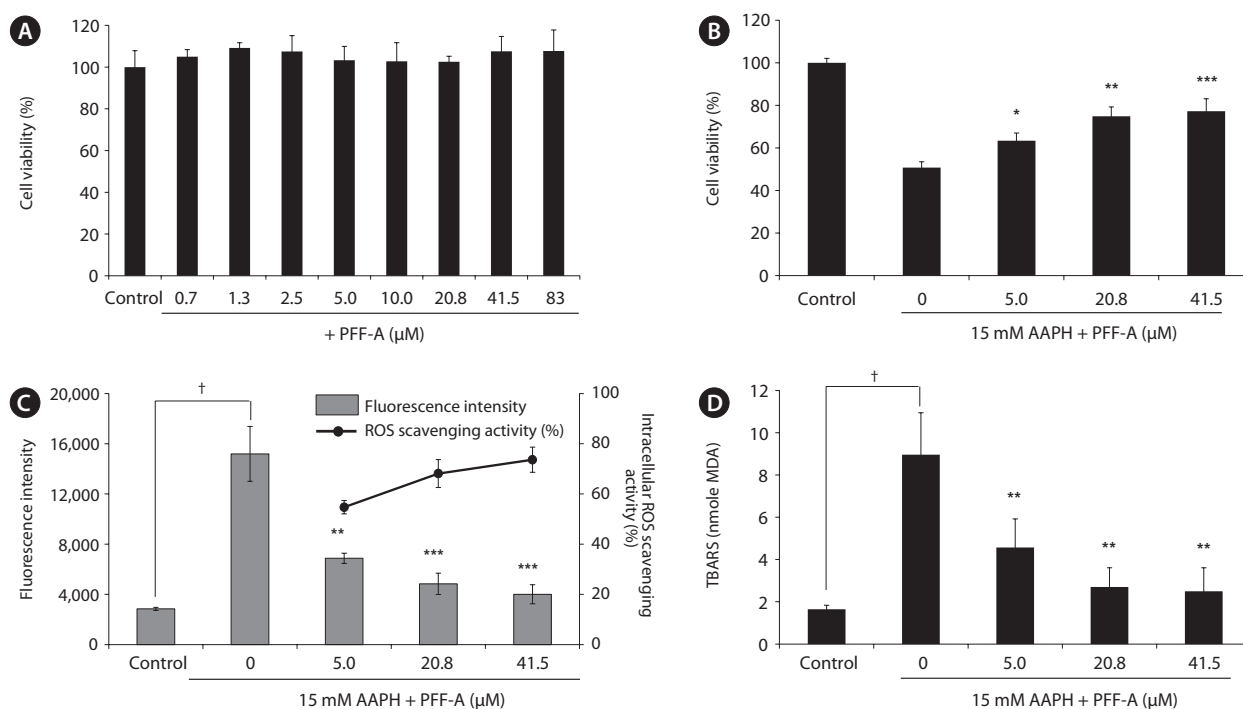 A
Cell viability (%)
120
100
80
60
40
20
0
Control 0.7 1.3 2.5 5.0 10.0 20.8 41.5 83
+ PFF-A (μM)
B
Cell viability (%)
120
100
80
60
40
20
0
*
**
***
Control 0 5.0 20.8 41.5
15 mM AAPH + PFF-A (μM)
C
Fluorescence intensity
20,000
16,000
12,000
8,000
4,000
0
†
Fluorescence intensity
ROS scavenging activity (%)
**
***
***
100
80
60
40
20
0
Intracellular ROS scavenging
activity (%)
Control 0 5.0 20.8 41.5
15 mM AAPH + PFF-A (μM)
D
TBARS (nmole MDA)
12
10
8
6
4
2
0
†
**
**
**
Control 0 5.0 20.8 41.5
15 mM AAPH + PFF-A (μM)